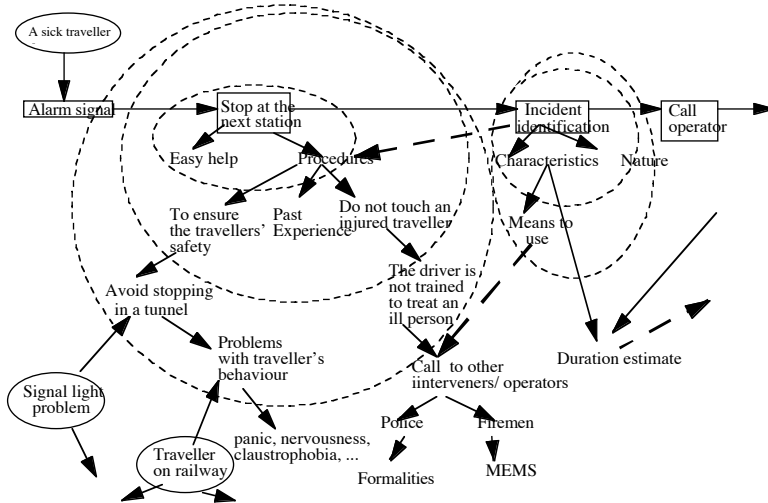 A sick traveller
Alarm signal
Stop at the
next station
Incident
identification
Call
operator
Easy help
Procedures
Characteristics
Nature
To ensure
the travellers'
safety
Past
Experience
Do not touch an
injured traveller
Means to
use
The driver is
not trained
to treat an
ill person
Avoid stopping
in a tunnel
Problems
with traveller's
behaviour
Call to other
iinterveners/ operators
Duration estimate
Signal light
problem
Police
Firemen
panic, nervousness,
claustrophobia, ...
Traveller
on railway
Formalities
MEMS